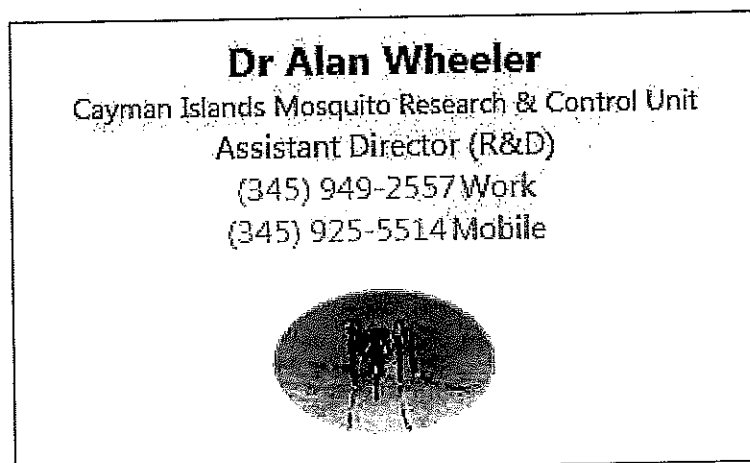 Dr Alan Wheeler
Cayman Islands Mosquito Research & Control Unit
Assistant Director (R&D)
(345) 949-2557 Work
(345) 925-5514 Mobile